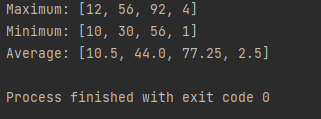 Maximum: [12, 56, 92, 4]
Minimum: [10, 30, 56, 1]
Average: [10.5, 44.0, 77.25, 2.5]
Process finished with exit code 0